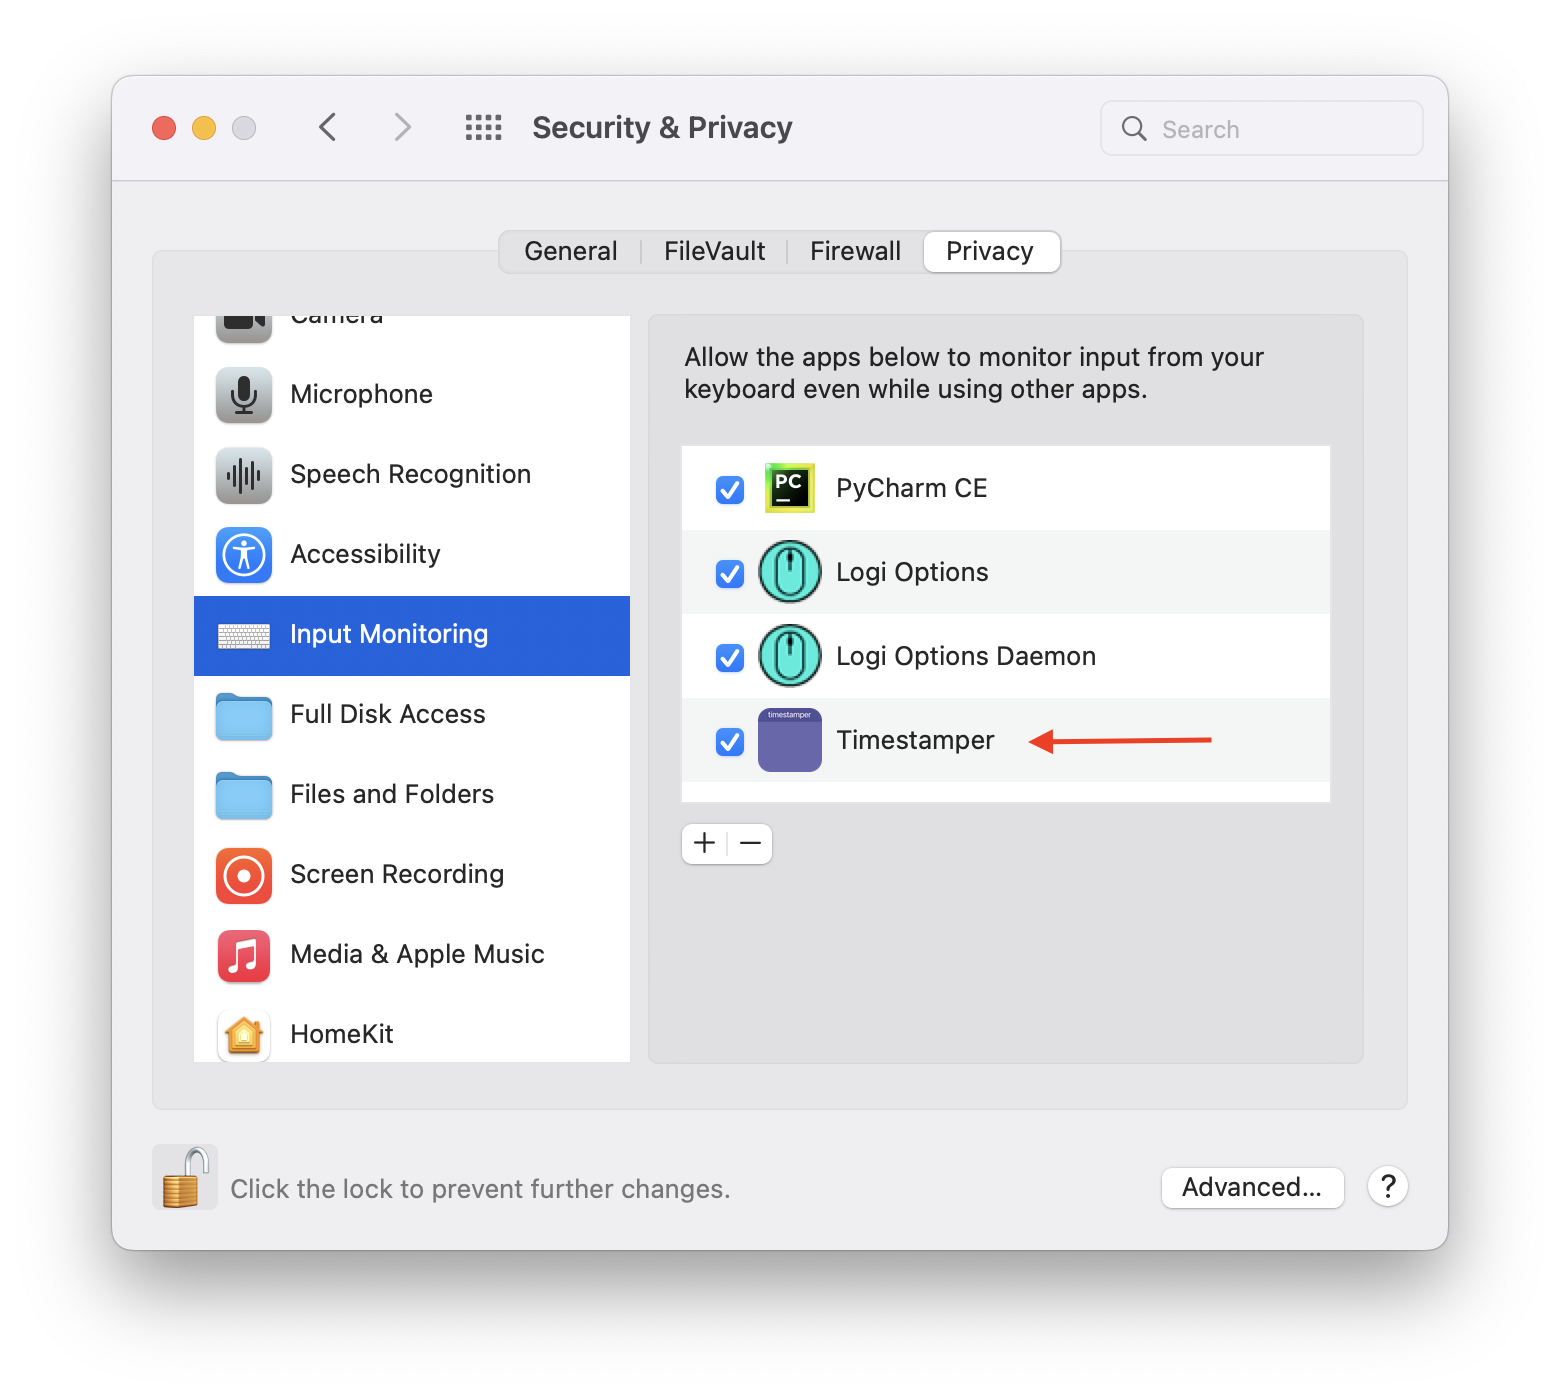 Security & Privacy
Search
General
FileVault
Firewall
Privacy
Camera
Microphone
Speech Recognition
Accessibility
Input Monitoring
Full Disk Access
Files and Folders
Screen Recording
Media & Apple Music
HomeKit
Allow the apps below to monitor input from your
keyboard even while using other apps.
PC
PyCharm CE
Logi Options
Logi Options Daemon
timestamper
Timestamper
Click the lock to prevent further changes.
Advanced...
?